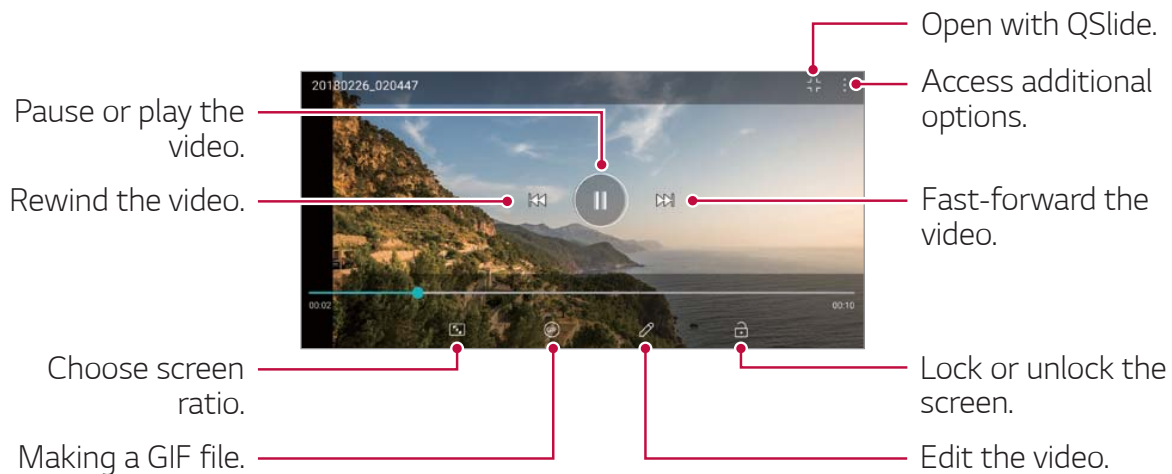 Open with QSlide.
20180226_020447
Access additional
options.
Pause or play the
video.
Rewind the video.
Fast-forward the
video.
00:02
00:10
Choose screen
ratio.
Lock or unlock the
screen.
Making a GIF file.
Edit the video.